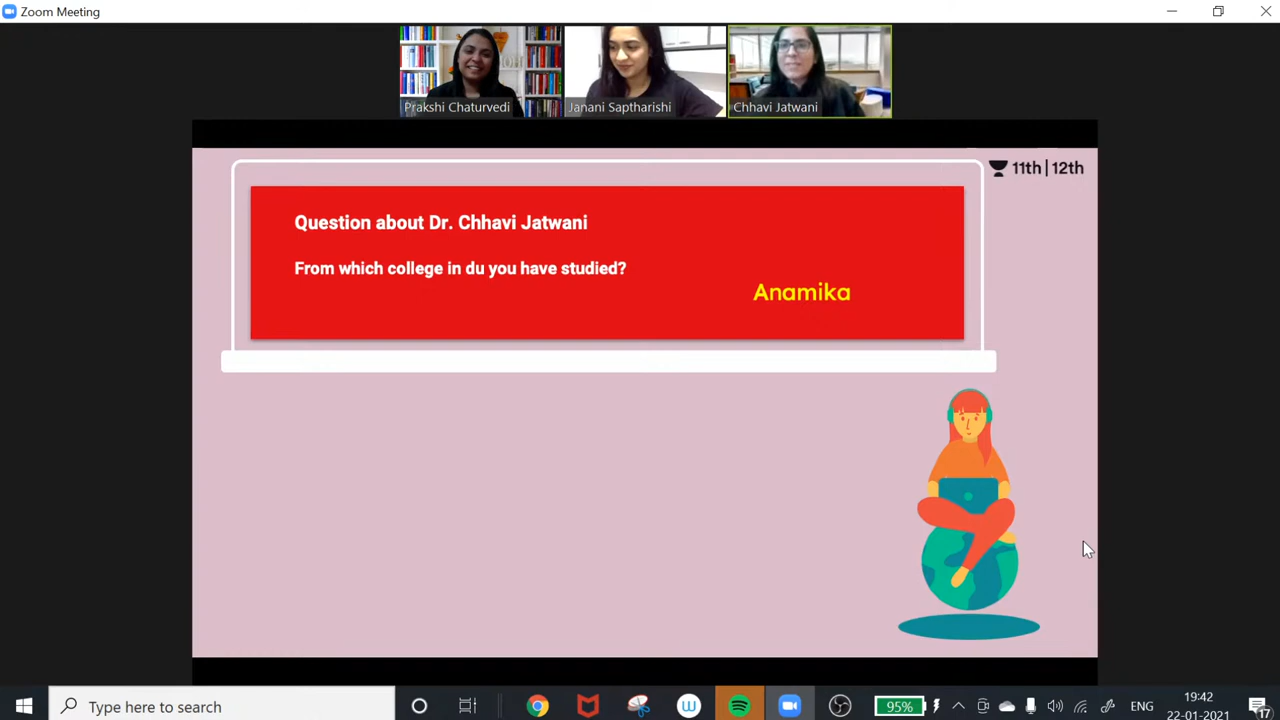 Zoom Meeting
Prakshi Chaturvedi
Janani Saptharishi
Chhavi Jatwani
11th | 12th
Question about Dr. Chhavi Jatwani
From which college in du you have studied?
Anamika
Type here to search
95%
ENG
19:42
22-01-2021
17